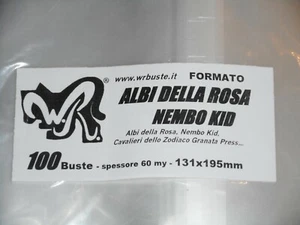 www.wrbuste.it FORMATO
WR ®
ALBI DELLA ROSA
NEMBO KID
Albi della Rosa, Nembo Kid,
Cavalieri dello Zodiaco Granata Press...
100 Buste - spessore 60 my - 131x195mm